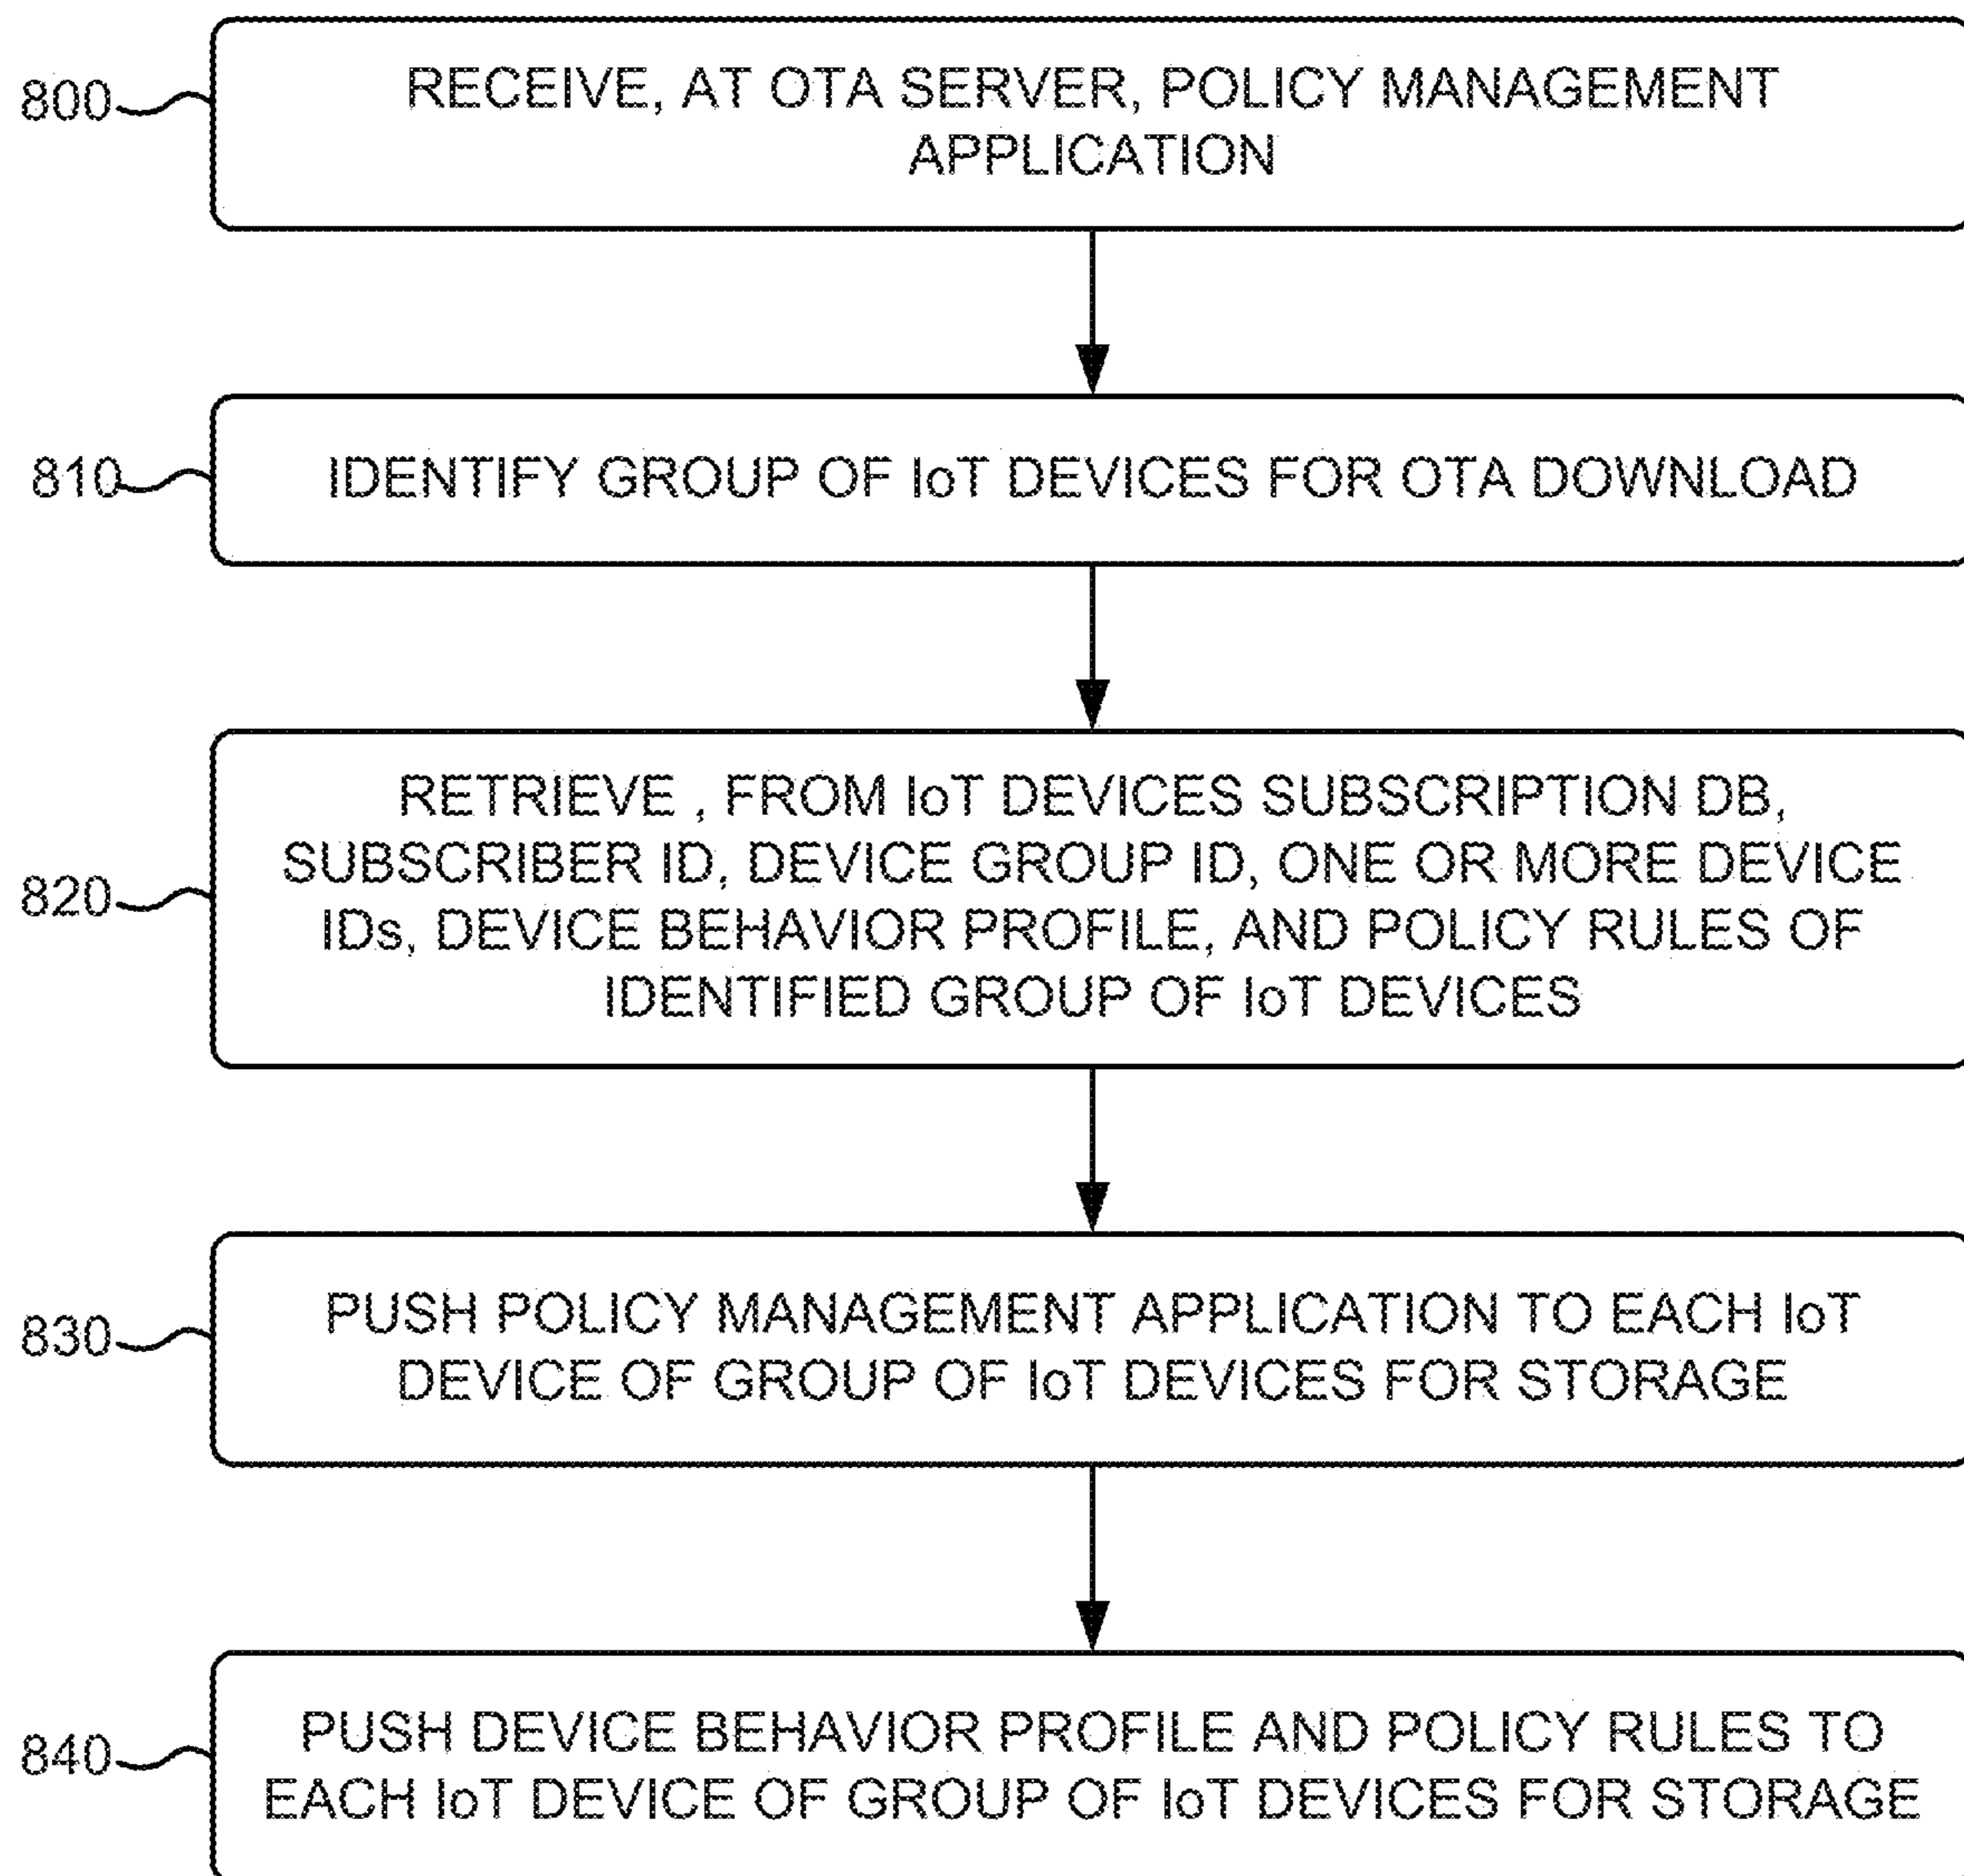 800
RECEIVE, AT OTA SERVER, POLICY MANAGEMENT
APPLICATION
810
IDENTIFY GROUP OF IoT DEVICES FOR OTA DOWNLOAD
820
RETRIEVE , FROM IoT DEVICES SUBSCRIPTION DB,
SUBSCRIBER ID, DEVICE GROUP ID, ONE OR MORE DEVICE
IDs, DEVICE BEHAVIOR PROFILE, AND POLICY RULES OF
IDENTIFIED GROUP OF IoT DEVICES
830
PUSH POLICY MANAGEMENT APPLICATION TO EACH IoT
DEVICE OF GROUP OF IoT DEVICES FOR STORAGE
840
PUSH DEVICE BEHAVIOR PROFILE AND POLICY RULES TO
EACH IoT DEVICE OF GROUP OF IoT DEVICES FOR STORAGE